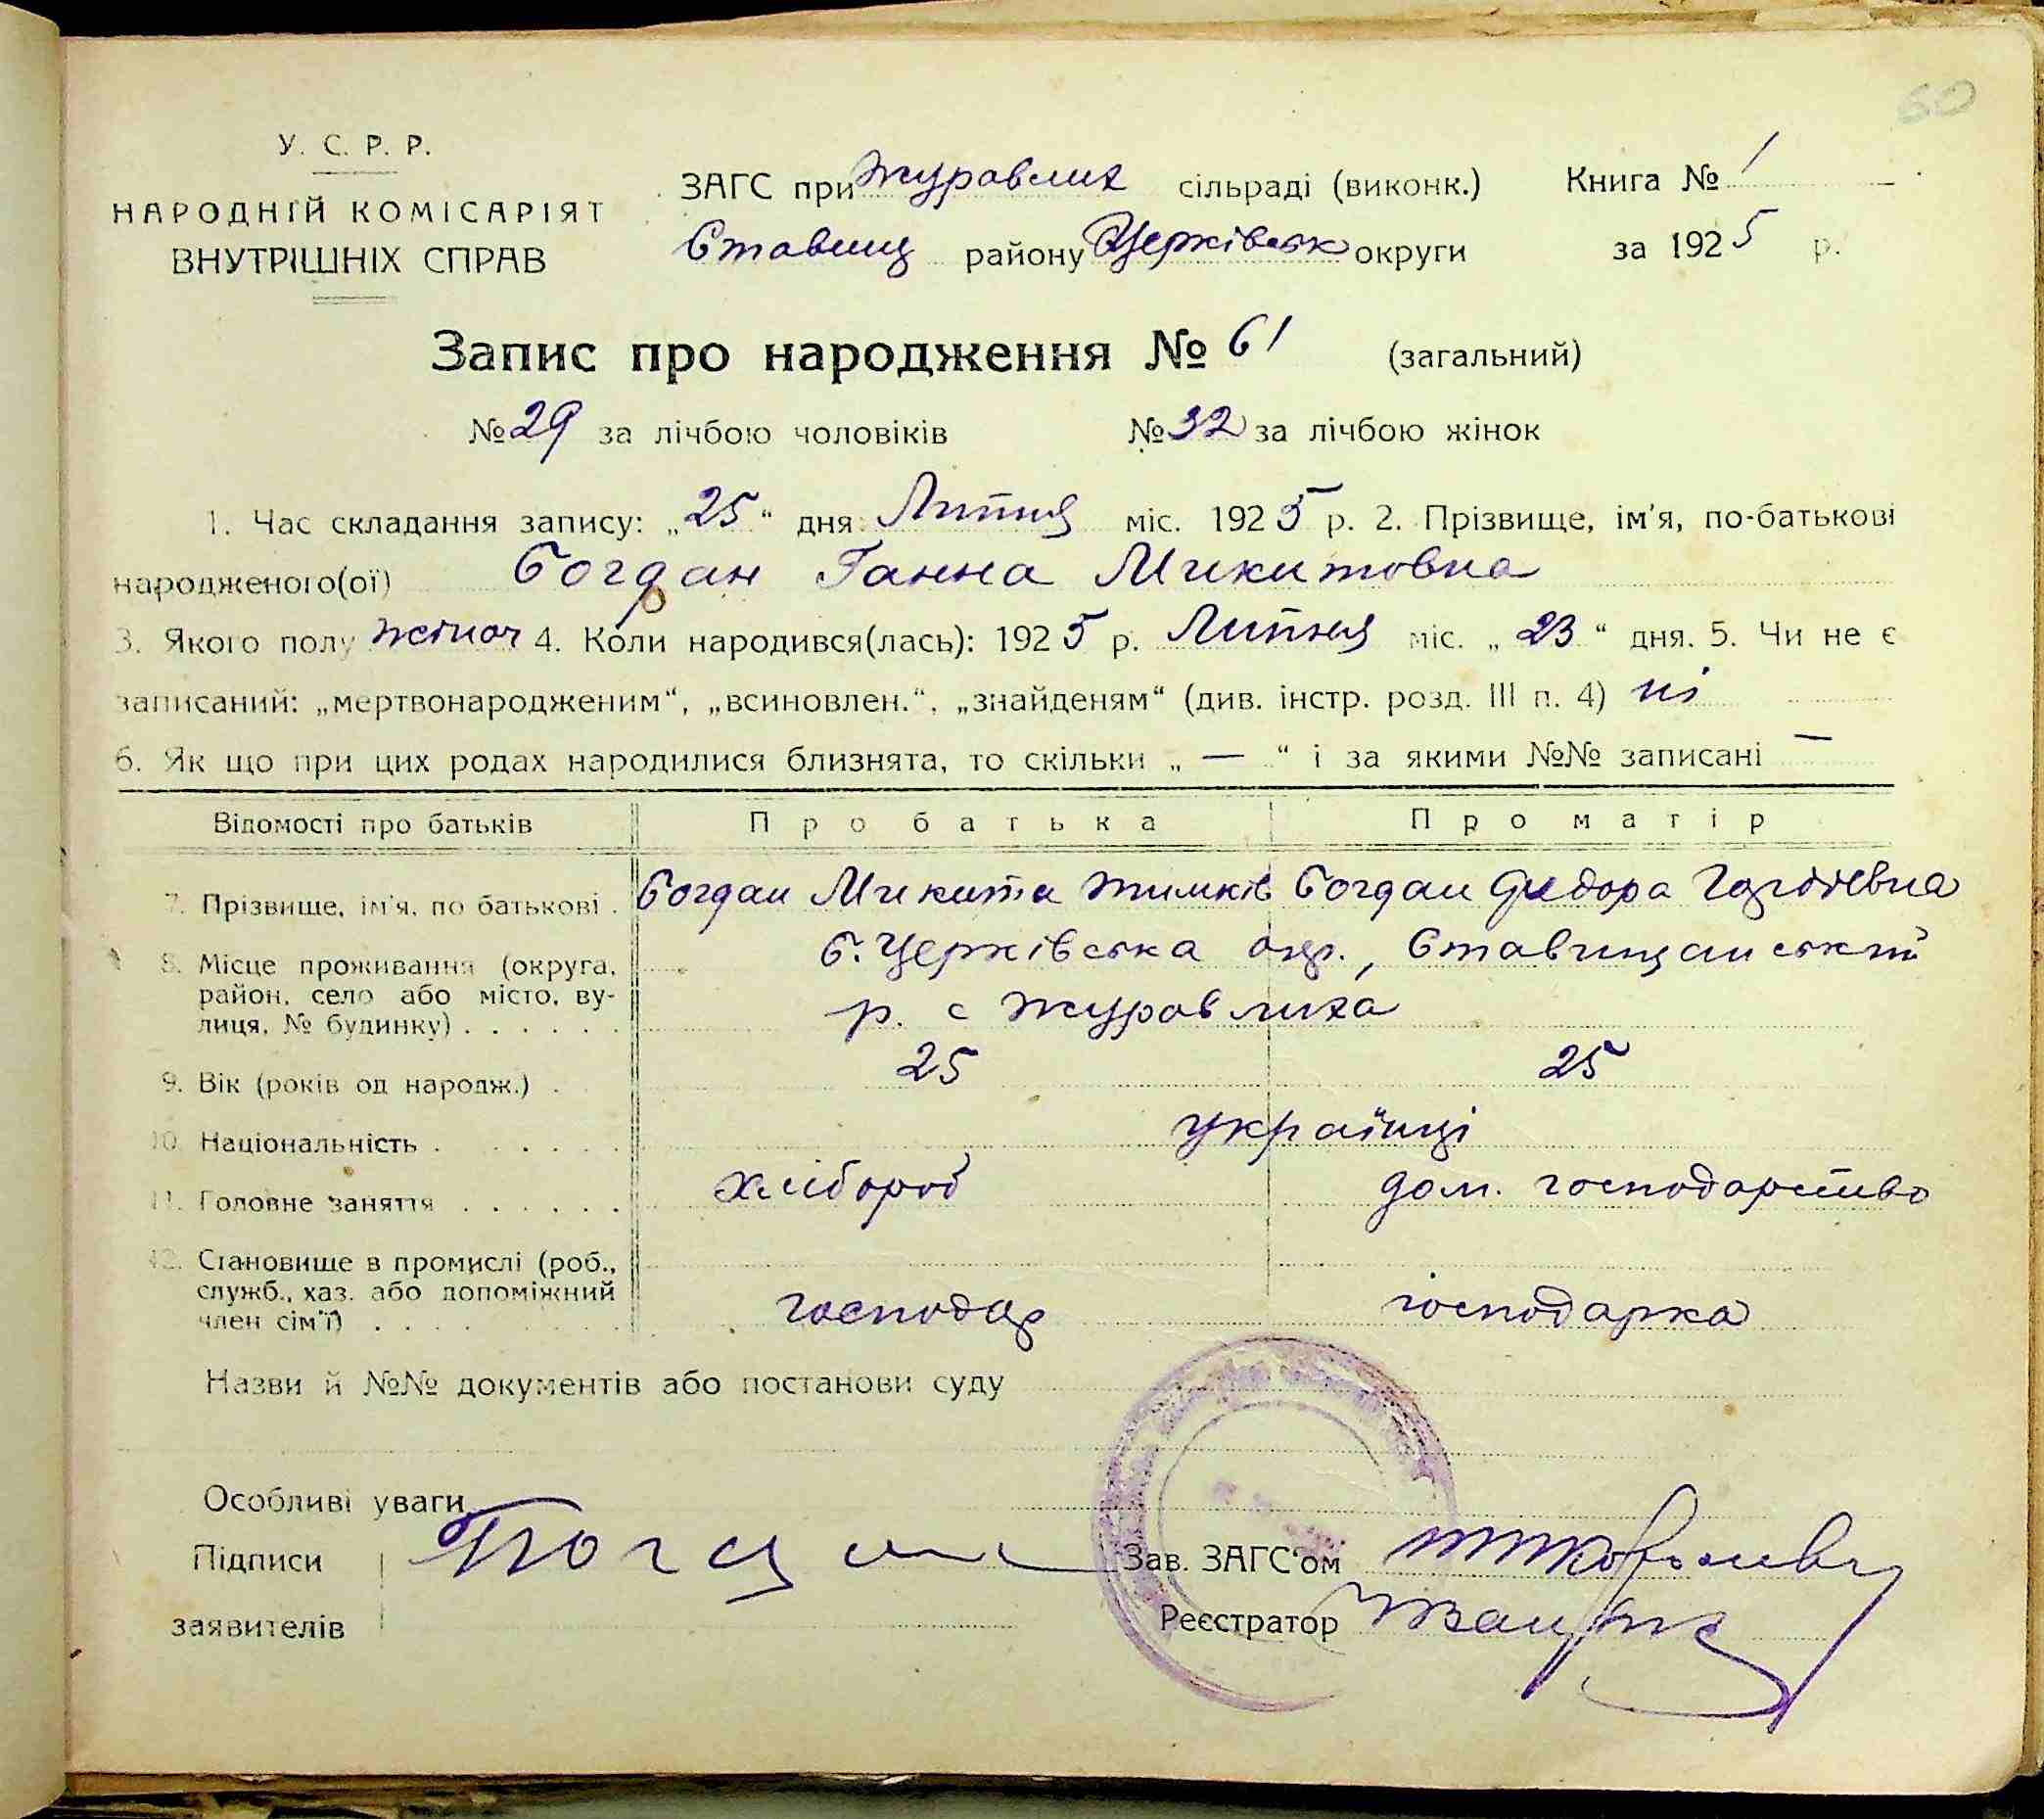 60
У. С. Р. Р.
НАРОДНІЙ КОМІСАРІЯТ
ВНУТРІШНІХ СПРАВ
ЗАГС при Журавлих сільраді (виконк.) Книга № 1
Ставищ району Б Церківськ округи за 1925 р.
Запис про народження № 61 (загальний)
№ 29 за лічбою чоловіків № 32 за лічбою жінок
1. Час складання запису: „25“ дня Липня міс. 1925 р. 2. Прізвище, ім'я, по-батькові
народженого(ої) Богдан Ганна Микитовна
3. Якого полу жіноч 4. Коли народився(лась): 1925 р. Липня міс. „23“ дня. 5. Чи не є
записаний: „мертвонародженим“, „всиновлен.“, „знайденям“ (див. інстр. розд. III п. 4) ні
6. Як що при цих родах народилися близнята, то скільки „ — “ і за якими №№ записані —
Відомості про батьків Про батька Про матір
7. Прізвище, ім'я, по батькові . Богдан Микита Тимків Богдан Федора
8. Місце проживання (округа, район, село або місто, вулиця, № будинку) . . . . . . Б. Церківська окр., Ставищанський
р. с Журавлиха
9. Вік (років од народж.) . 25 25
10. Національність . . . . . . українці
11. Головне заняття . . . . . . хлібороб дом. господарство
12. Становище в промислі (роб., служб., хаз. або допоміжний член сім'ї) . . . . господар господарка
Назви й №№ документів або постанови суду
Особливі уваги
Підписи Богдан Зав. ЗАГС'ом
заявителів Реєстратор